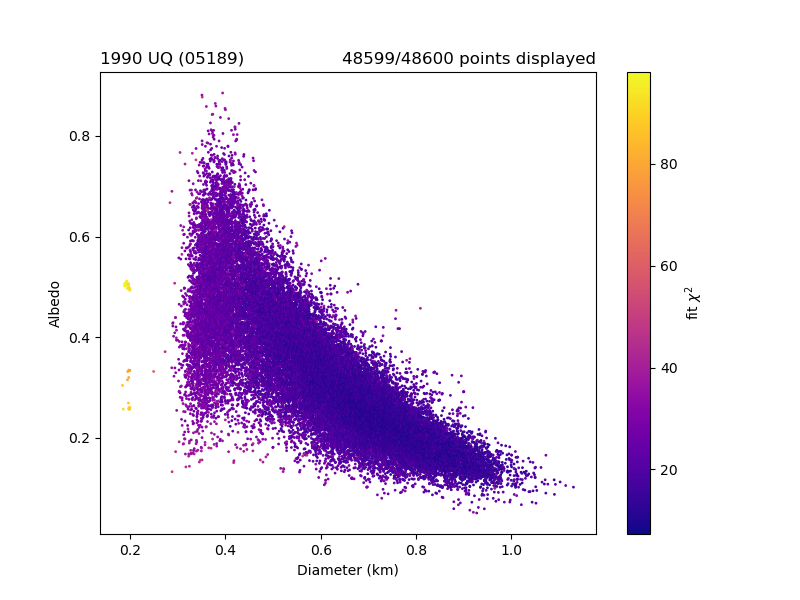 1990 UQ (05189)
48599/48600 points displayed
Albedo
0.8
0.6
0.4
0.2
0.2 0.4 0.6 0.8 1.0
Diameter (km)
80
60
40
20
fit χ²